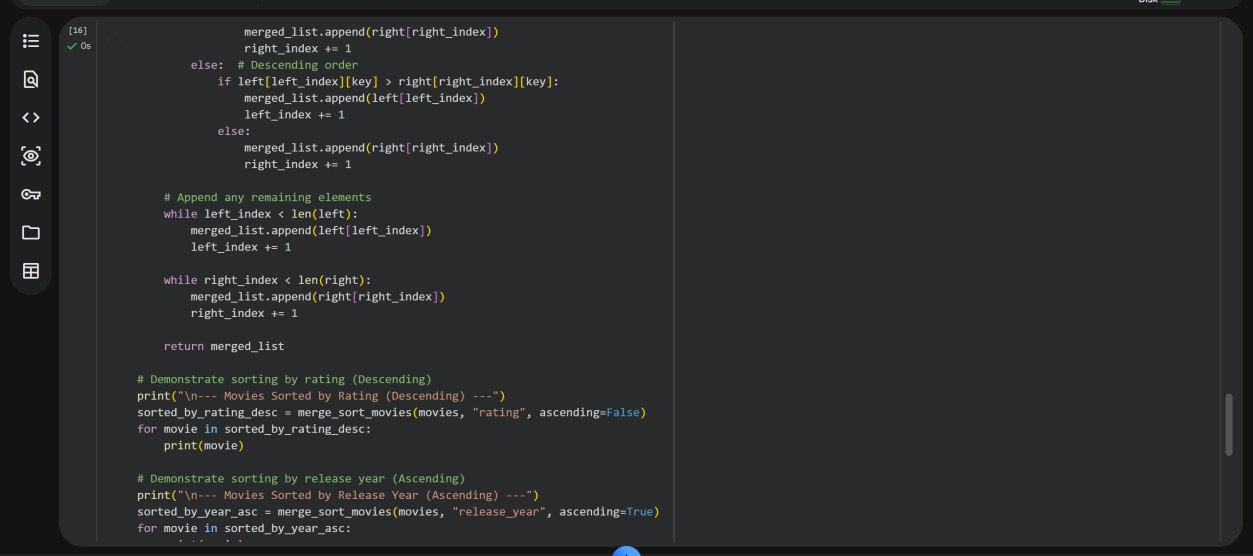 Disk
[16]
0s
                merged_list.append(right[right_index])
                right_index += 1
        else:  # Descending order
            if left[left_index][key] > right[right_index][key]:
                merged_list.append(left[left_index])
                left_index += 1
            else:
                merged_list.append(right[right_index])
                right_index += 1

    # Append any remaining elements
    while left_index < len(left):
        merged_list.append(left[left_index])
        left_index += 1

    while right_index < len(right):
        merged_list.append(right[right_index])
        right_index += 1

    return merged_list

# Demonstrate sorting by rating (Descending)
print("\n--- Movies Sorted by Rating (Descending) ---")
sorted_by_rating_desc = merge_sort_movies(movies, "rating", ascending=False)
for movie in sorted_by_rating_desc:
    print(movie)

# Demonstrate sorting by release year (Ascending)
print("\n--- Movies Sorted by Release Year (Ascending) ---")
sorted_by_year_asc = merge_sort_movies(movies, "release_year", ascending=True)
for movie in sorted_by_year_asc: